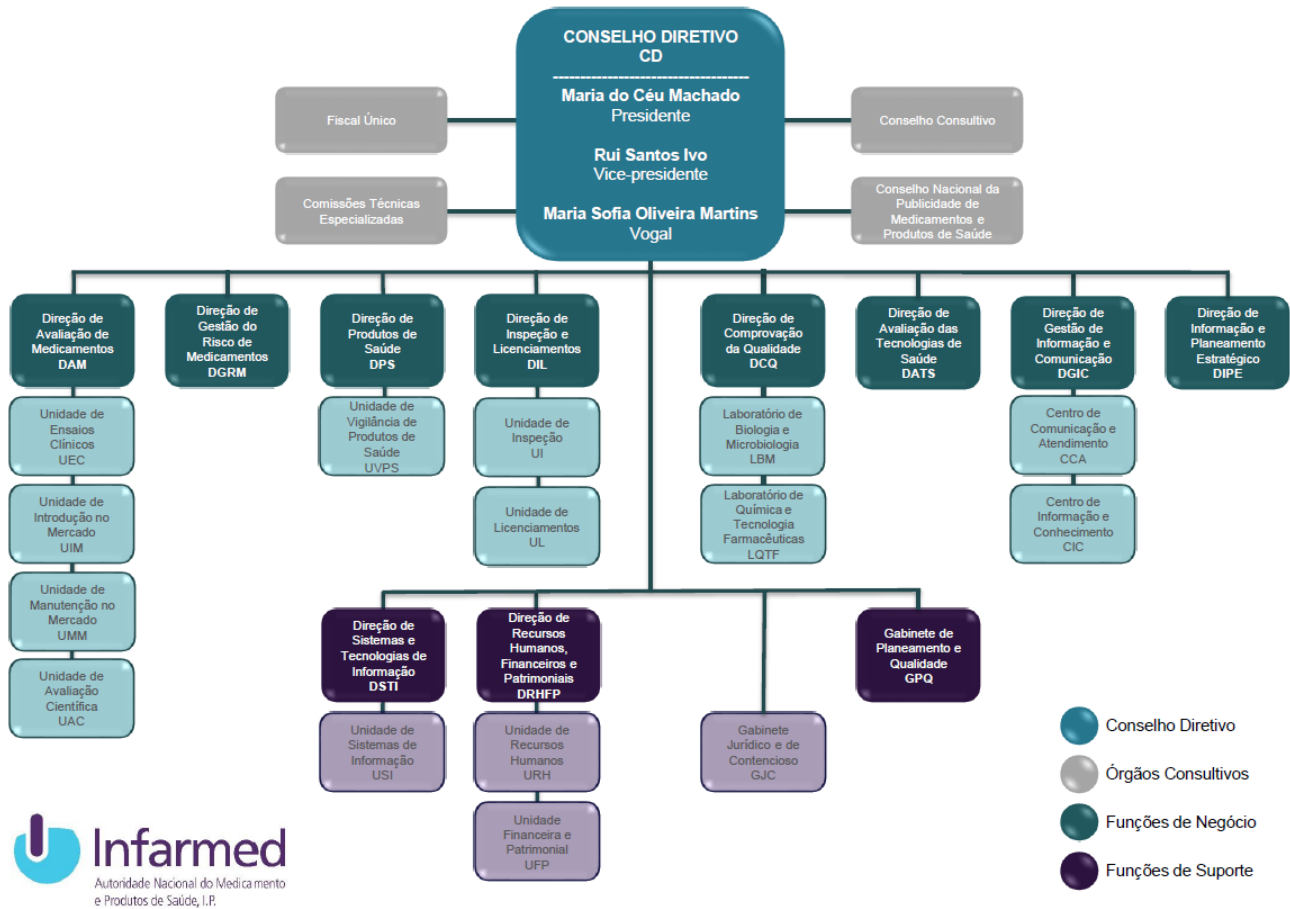 CONSELHO DIRETIVO
CD
------------------------------------
Maria do Céu Machado
Presidente
Rui Santos Ivo
Vice-presidente
Maria Sofia Oliveira Martins
Vogal
Fiscal Único
Conselho Consultivo
Comissões Técnicas
Especializadas
Conselho Nacional da
Publicidade de
Medicamentos e
Produtos de Saúde
Direção de
Avaliação de
Medicamentos
DAM
Direção de
Gestão do
Risco de
Medicamentos
DGRM
Direção de
Produtos de
Saúde
DPS
Direção de
Inspeção e
Licenciamentos
DIL
Direção de
Comprovação
da Qualidade
DCQ
Direção de
Avaliação das
Tecnologias de
Saúde
DATS
Direção de
Gestão de
Informação e
Comunicação
DGIC
Direção de
Informação e
Planeamento
Estratégico
DIPE
Unidade de
Ensaios
Clínicos
UEC
Unidade de
Vigilância de
Produtos de
Saúde
UVPS
Unidade de
Inspeção
UI
Laboratório de
Biologia e
Microbiologia
LBM
Centro de
Comunicação e
Atendimento
CCA
Unidade de
Introdução no
Mercado
UIM
Unidade de
Licenciamentos
UL
Laboratório de
Química e
Tecnologia
Farmacêuticas
LQTF
Centro de
Informação e
Conhecimento
CIC
Unidade de
Manutenção no
Mercado
UMM
Unidade de
Avaliação
Científica
UAC
Direção de
Sistemas e
Tecnologias de
Informação
DSTI
Direção de
Recursos
Humanos,
Financeiros e
Patrimoniais
DRHFP
Gabinete de
Planeamento e
Qualidade
GPQ
Unidade de
Sistemas de
Informação
USI
Unidade de
Recursos
Humanos
URH
Gabinete
Jurídico e de
Contencioso
GJC
Unidade
Financeira e
Patrimonial
UFP
Conselho Diretivo
Órgãos Consultivos
Funções de Negócio
Funções de Suporte
Infarmed
Autoridade Nacional do Medicamento
e Produtos de Saúde, I.P.